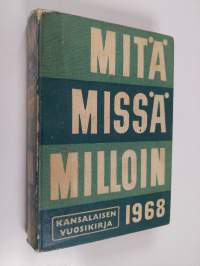 MITÄ
MISSÄ
MILLOIN
KANSALAISEN
VUOSIKIRJA
1968